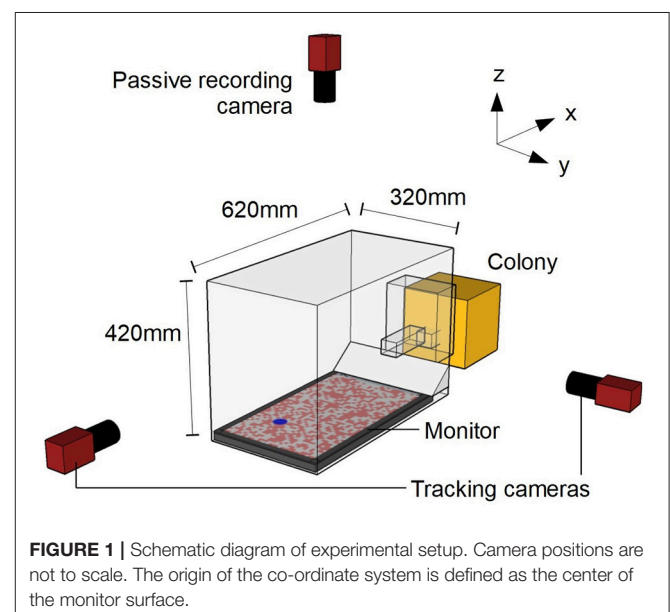 Passive recording
camera
z
x
y
620mm
320mm
Colony
420mm
Monitor
Tracking cameras
FIGURE 1 | Schematic diagram of experimental setup. Camera positions are
not to scale. The origin of the co-ordinate system is defined as the center of
the monitor surface.